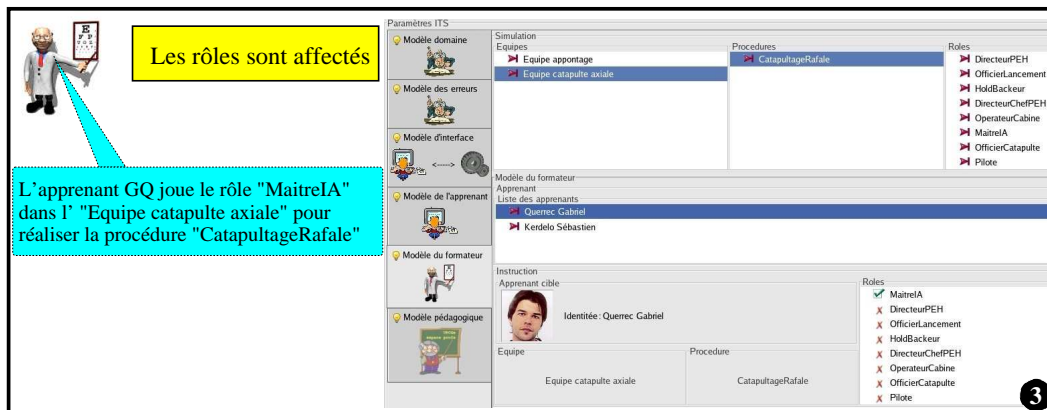 Les rôles sont affectés
L'apprenant GQ joue le rôle "MaitreIA"
dans l' "Equipe catapulte axiale" pour
réaliser la procédure "CatapultageRafale"
Paramètres ITS
Modèle domaine
Modèle des erreurs
Modèle d'interface
<---->
Modèle de l'apprenant
Modèle du formateur
Modèle pédagogique
Simulation
Equipes
Equipe appontage
Equipe catapulte axiale
Procedures
CatapultageRafale
Roles
DirecteurPEH
OfficierLancement
HoldBackeur
DirecteurChefPEH
OperateurCabine
MaitreIA
OfficierCatapulte
Pilote
Modèle du formateur
Apprenant
Liste des apprenants
Querrec Gabriel
Kerdelo Sébastien
Instruction
Apprenant cible
Identitée : Querrec Gabriel
Equipe
Equipe catapulte axiale
Procedure
CatapultageRafale
Roles
MaitreIA
DirecteurPEH
OfficierLancement
HoldBackeur
DirecteurChefPEH
OperateurCabine
OfficierCatapulte
Pilote
3